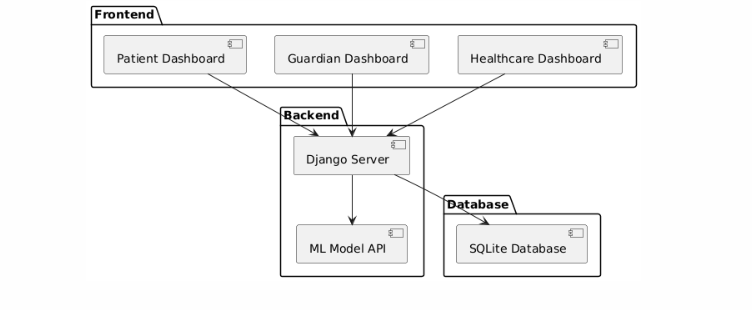 Frontend
Patient Dashboard
Guardian Dashboard
Healthcare Dashboard
Backend
Django Server
Database
ML Model API
SQLite Database